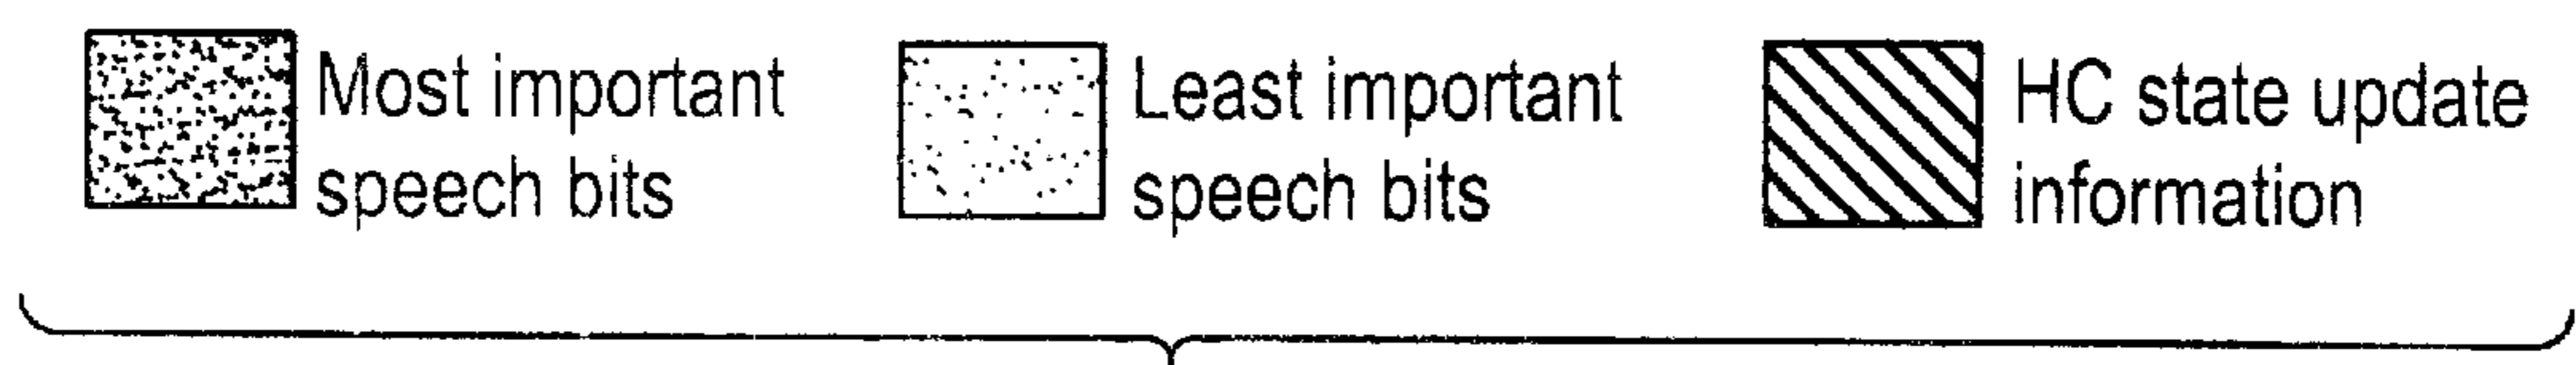 Most important
speech bits
Least important
speech bits
HC state update
information